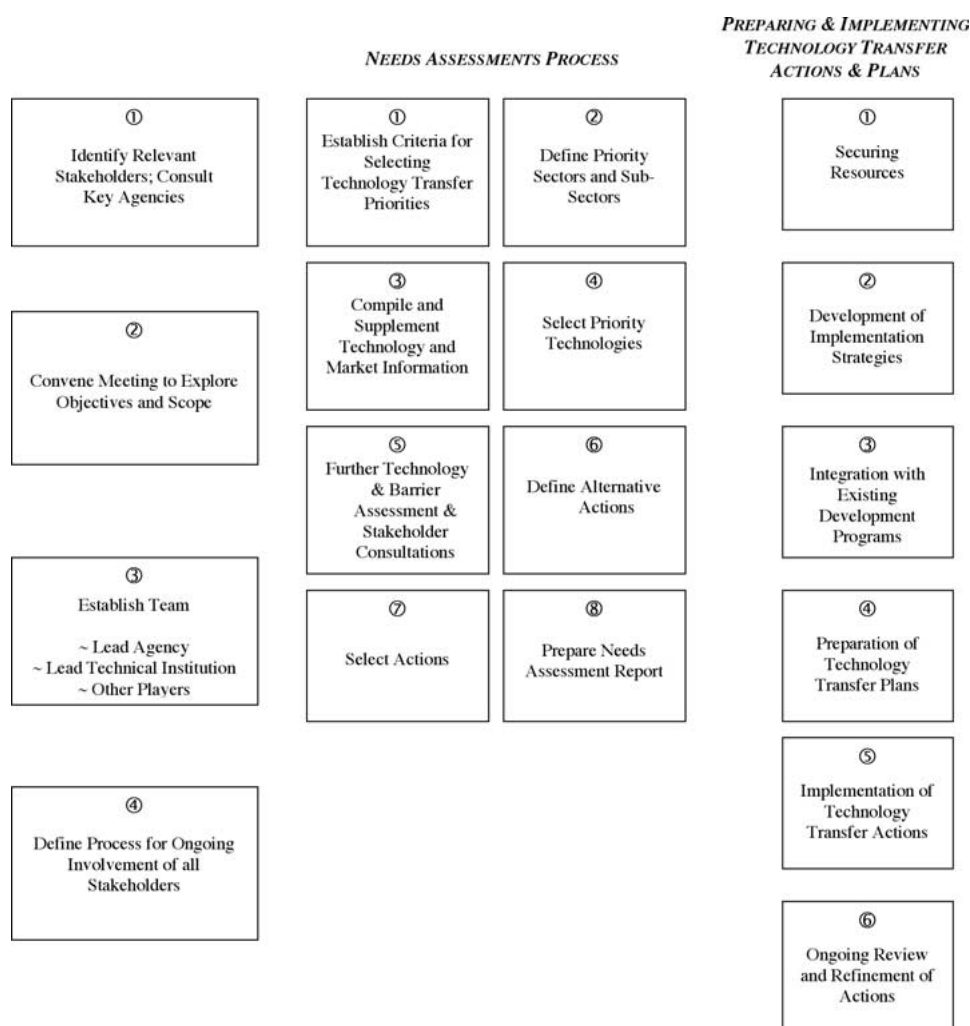 PREPARING & IMPLEMENTING
TECHNOLOGY TRANSFER
ACTIONS & PLANS
NEEDS ASSESSMENTS PROCESS
①
Identify Relevant
Stakeholders; Consult
Key Agencies
②
Convene Meeting to Explore
Objectives and Scope
③
Establish Team
~ Lead Agency
~ Lead Technical Institution
~ Other Players
④
Define Process for Ongoing
Involvement of all
Stakeholders
①
Establish Criteria for
Selecting
Technology Transfer
Priorities
②
Define Priority
Sectors and Sub-
Sectors
③
Compile and
Supplement
Technology and
Market Information
④
Select Priority
Technologies
⑤
Further Technology
& Barrier
Assessment &
Stakeholder
Consultations
⑥
Define Alternative
Actions
⑦
Select Actions
⑧
Prepare Needs
Assessment Report
①
Securing
Resources
②
Development of
Implementation
Strategies
③
Integration with
Existing
Development
Programs
④
Preparation of
Technology
Transfer Plans
⑤
Implementation of
Technology
Transfer Actions
⑥
Ongoing Review
and Refinement of
Actions